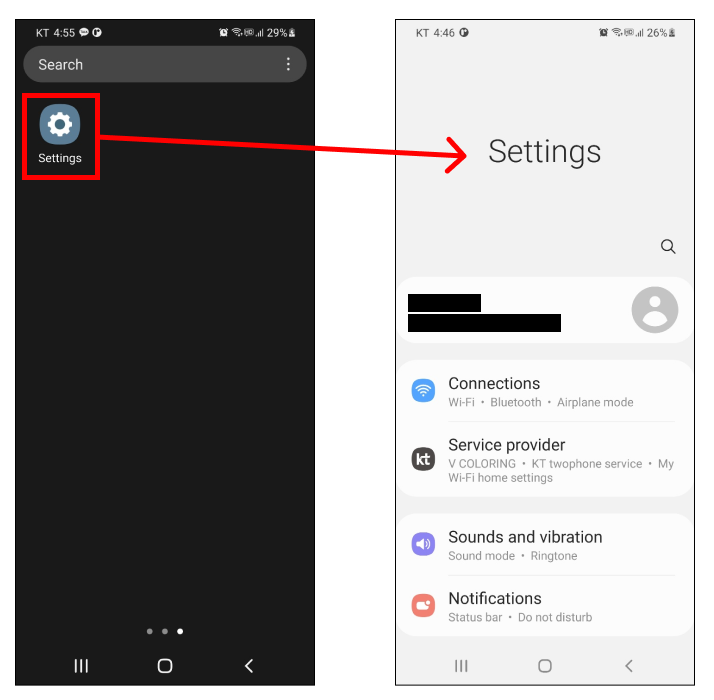 KT 4:55
29%
Search
Settings
KT 4:46
26%
Settings
Connections
Wi-Fi • Bluetooth • Airplane mode
kt
Service provider
V COLORING • KT twophone service • My
Wi-Fi home settings
Sounds and vibration
Sound mode • Ringtone
Notifications
Status bar • Do not disturb